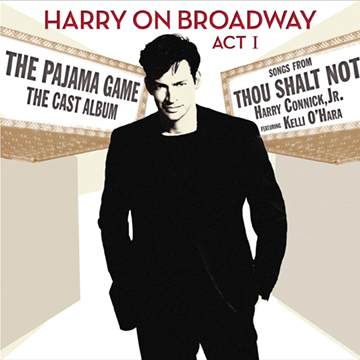 HARRY ON BROADWAY
ACT I
THE PAJAMA GAME
THE CAST ALBUM
SONGS FROM
THOU SHALT NOT
HARRY CONNICK, JR.
FEATURING KELLI O'HARA